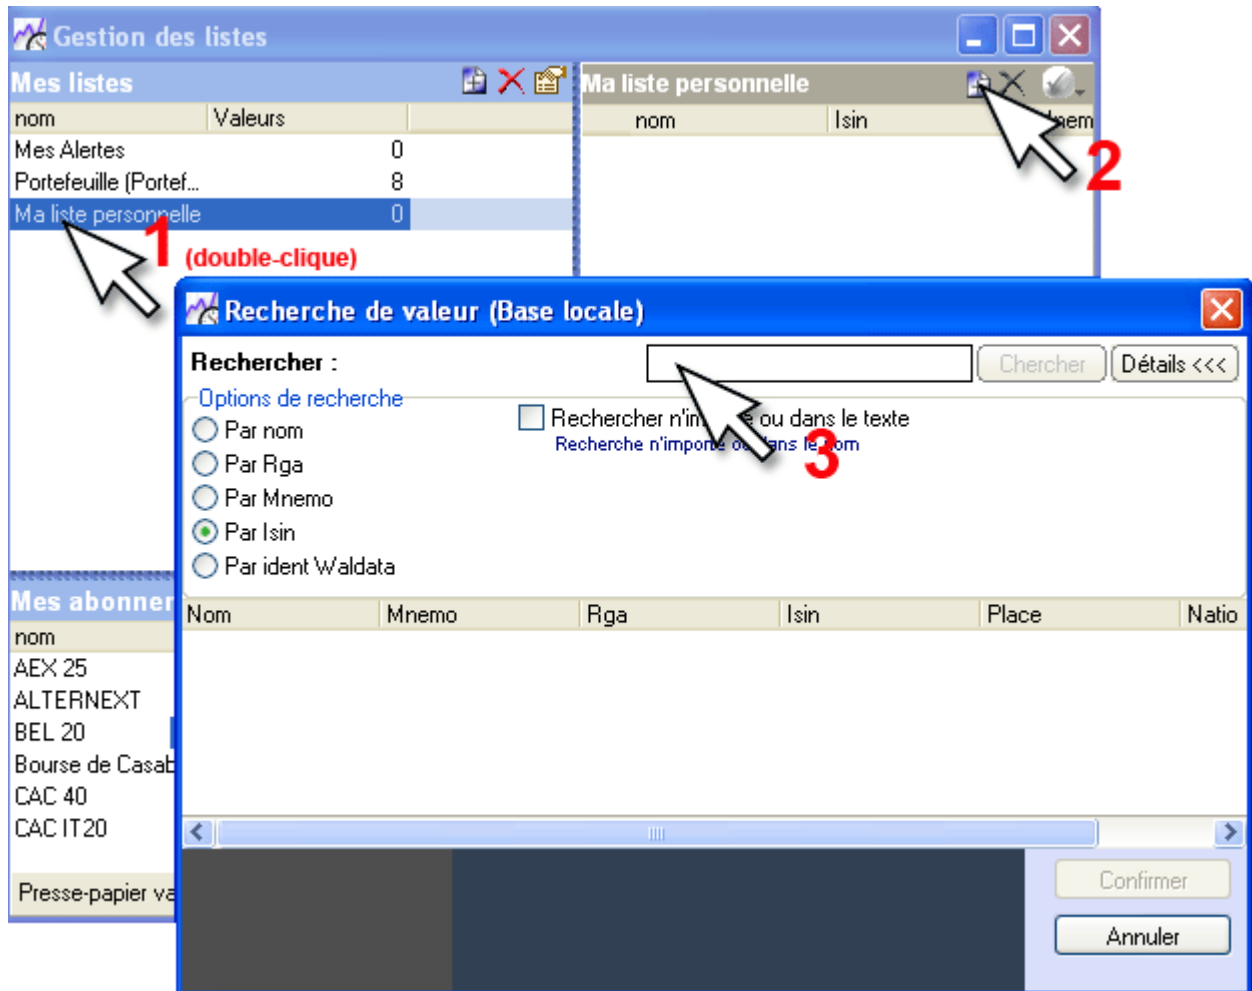 Gestion des listes
Mes listes
nom Valeurs
Mes Alertes 0
Portefeuille (Portef... 8
Ma liste personnelle 0
1
(double-clique)
Ma liste personnelle
nom Isin
2
Recherche de valeur (Base locale)
Rechercher :
Chercher Détails <<<
3
Options de recherche
Par nom
Par Rga
Par Mnemo
Par Isin
Par ident Waldata
Rechercher ou dans le texte
Recherche n'importe
Nom Mnemo Rga Isin Place Natio
Mes abonner
nom
AEX 25
ALTERNEXT
BEL 20
Bourse de Casab
CAC 40
CAC IT20
Presse-papier va
Confirmer
Annuler